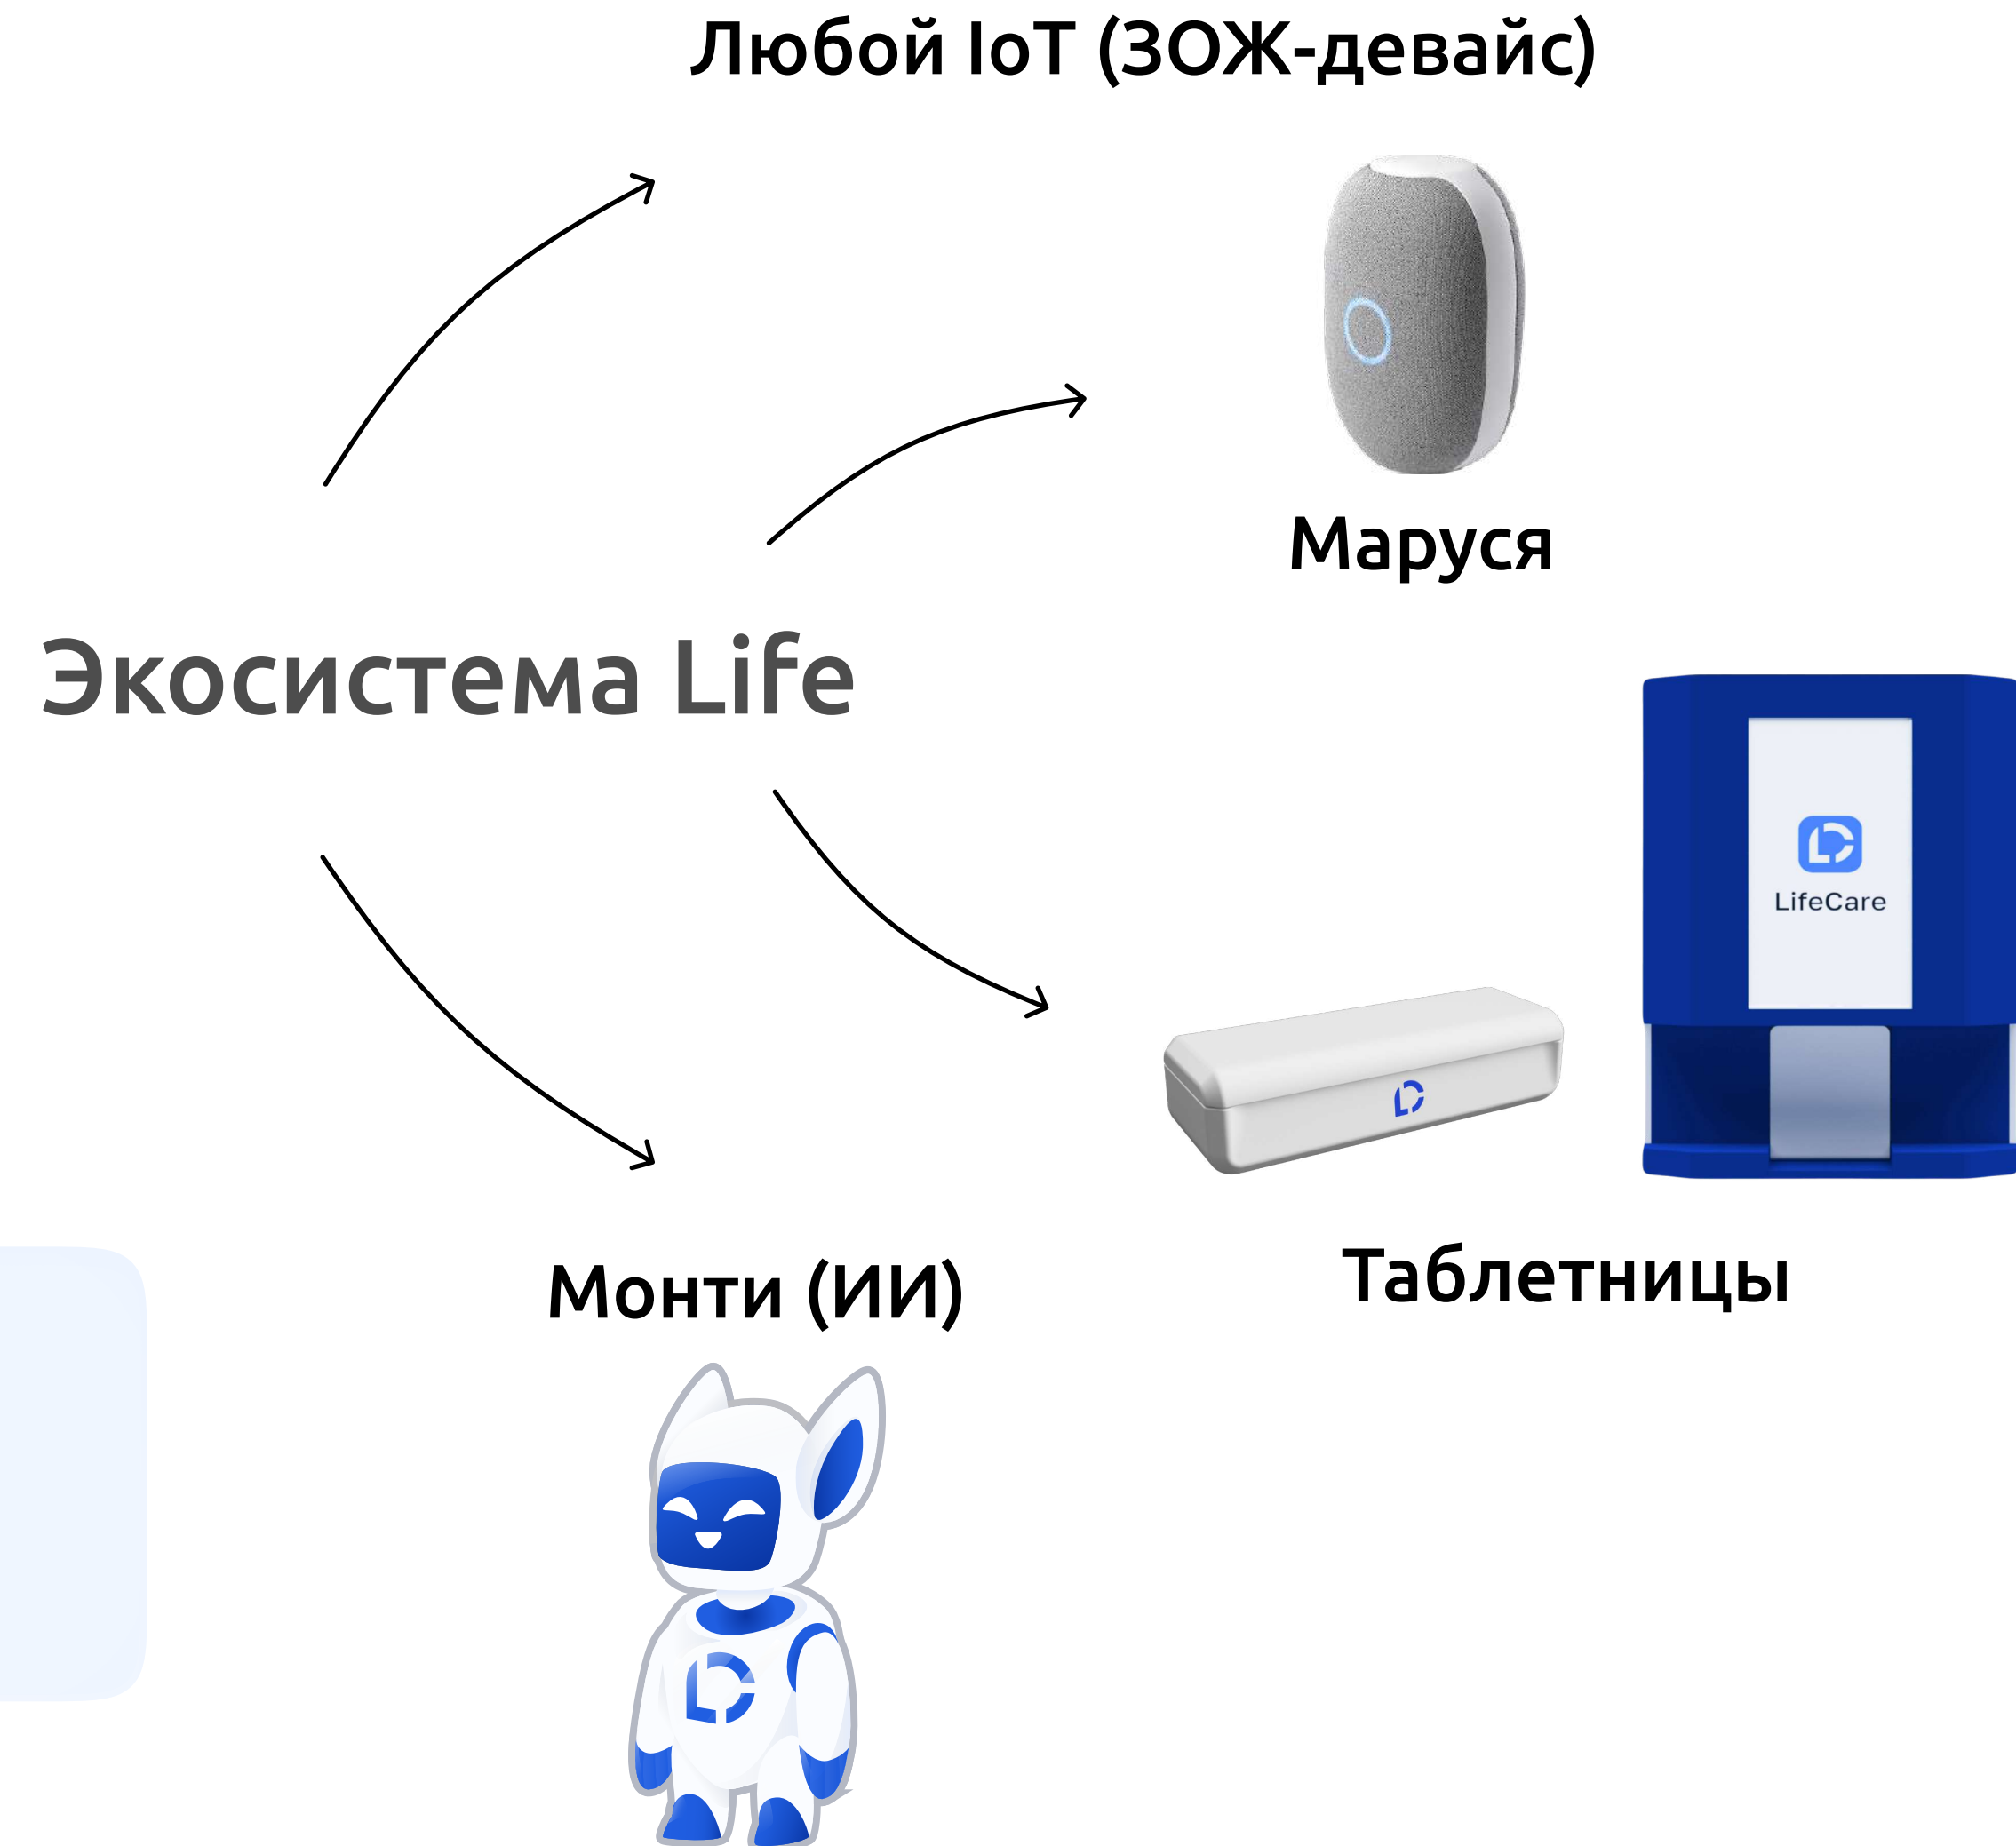 Любой IoT (ЗОЖ-девайс)
Маруся
Экосистема Life
LifeCare
Таблетницы
Монти (ИИ)